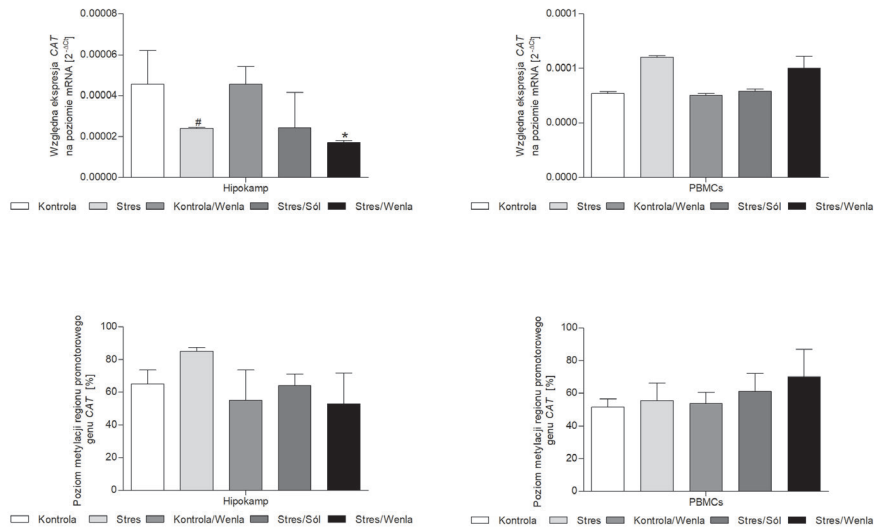 Względna ekspresja CAT
na poziomie mRNA [2-ΔCt]
0.00008
0.00006
0.00004
0.00002
0.00000
#
*
Hipokamp
Kontrola Stres Kontrola/Wenla Stres/Sól Stres/Wenla
Względna ekspresja CAT
na poziomie mRNA [2-ΔCt]
0.0001
0.0001
0.0000
0.0000
PBMCs
Kontrola Stres Kontrola/Wenla Stres/Sól Stres/Wenla
Poziom metylacji regionu promotorowego
genu CAT [%]
100
80
60
40
20
0
Hipokamp
Kontrola Stres Kontrola/Wenla Stres/Sól Stres/Wenla
Poziom metylacji regionu promotorowego
genu CAT [%]
100
80
60
40
20
0
PBMCs
Kontrola Stres Kontrola/Wenla Stres/Sól Stres/Wenla